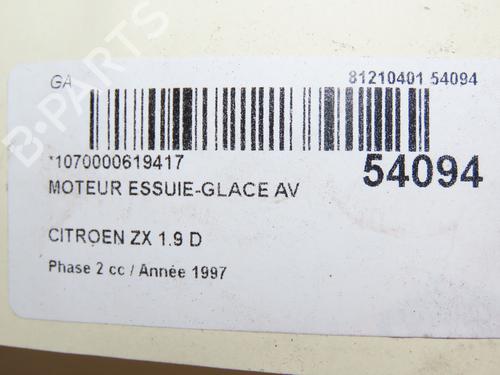 GA
81210401 54094
*1070000619417
54094
MOTEUR ESSUIE-GLACE AV
CITROEN ZX 1.9 D
Phase 2 cc / Année 1997
B-PARTS